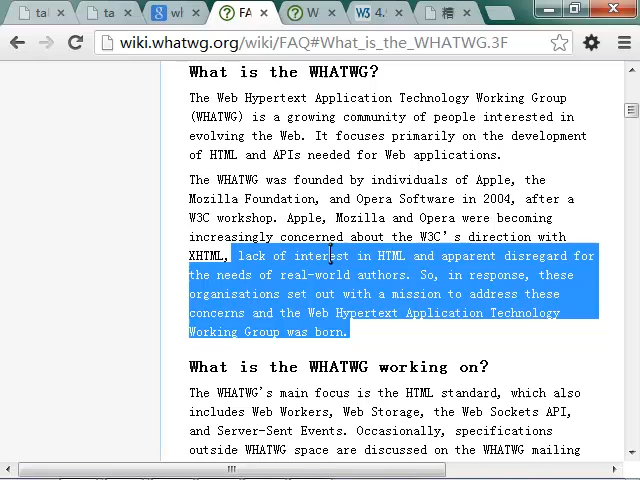 ta
ta
wl
FA
W
4.
糟
wiki.whatwg.org/wiki/FAQ#What_is_the_WHATWG.3F
What is the WHATWG?
The Web Hypertext Application Technology Working Group
(WHATWG) is a growing community of people interested in
evolving the Web. It focuses primarily on the development
of HTML and APIs needed for Web applications.
The WHATWG was founded by individuals of Apple, the
Mozilla Foundation, and Opera Software in 2004, after a
W3C workshop. Apple, Mozilla and Opera were becoming
increasingly concerned about the W3C's direction with
XHTML, lack of interest in HTML and apparent disregard for
the needs of real-world authors. So, in response, these
organisations set out with a mission to address these
concerns and the Web Hypertext Application Technology
Working Group was born.
What is the WHATWG working on?
The WHATWG's main focus is the HTML standard, which also
includes Web Workers, Web Storage, the Web Sockets API,
and Server-Sent Events. Occasionally, specifications
outside WHATWG space are discussed on the WHATWG mailing